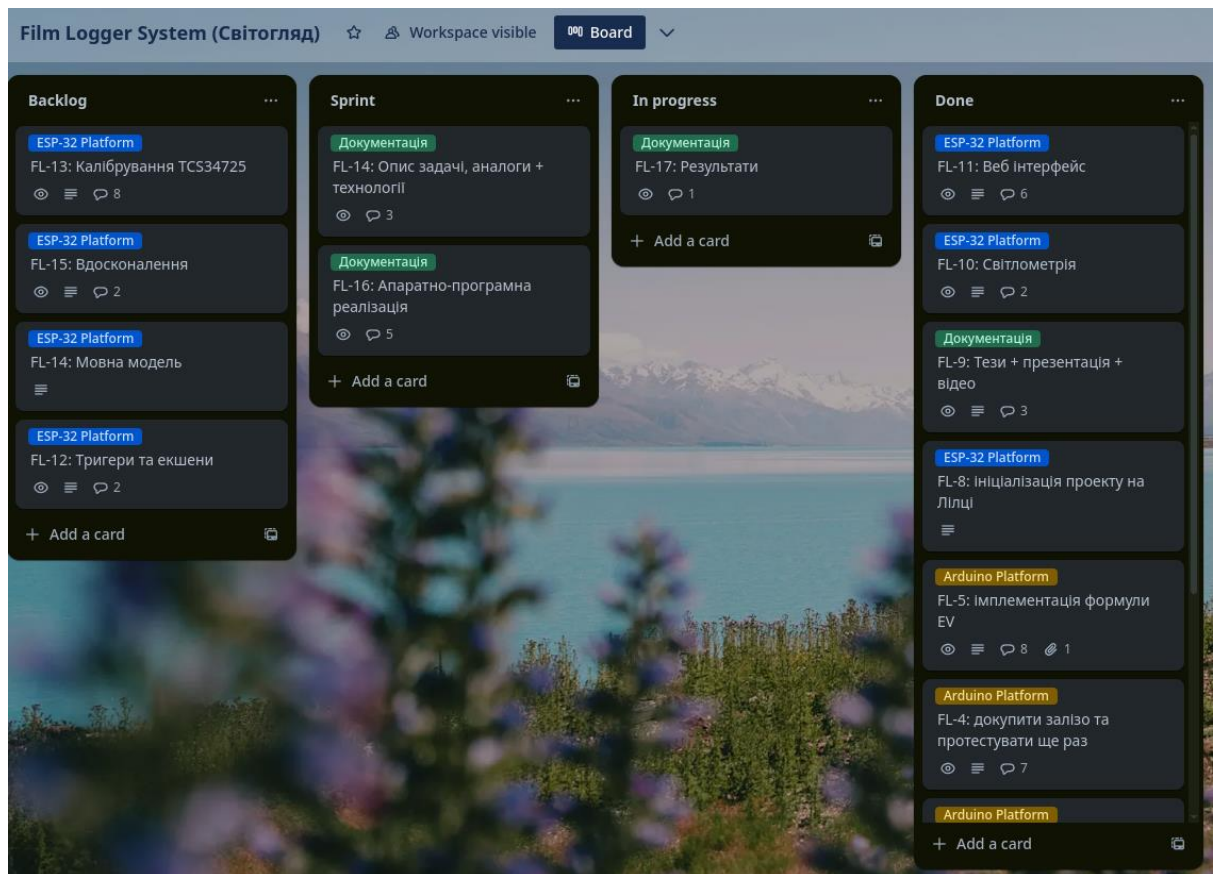 Film Logger System (Світогляд)
Workspace visible
Board
Backlog
ESP-32 Platform
FL-13: Калібрування TCS34725
8
ESP-32 Platform
FL-15: Вдосконалення
2
ESP-32 Platform
FL-14: Мовна модель
ESP-32 Platform
FL-12: Тригери та екшени
2
Add a card
Sprint
Документація
FL-14: Опис задачі, аналоги +
технології
3
Документація
FL-16: Апаратно-програмна
реалізація
5
Add a card
In progress
Документація
FL-17: Результати
1
Add a card
Done
ESP-32 Platform
FL-11: Веб інтерфейс
6
ESP-32 Platform
FL-10: Світлометрія
2
Документація
FL-9: Тези + презентація +
відео
3
ESP-32 Platform
FL-8: ініціалізація проекту на
Лілці
Arduino Platform
FL-5: імплементація формули
EV
8 1
Arduino Platform
FL-4: докупити залізо та
протестувати ще раз
7
Arduino Platform
Add a card